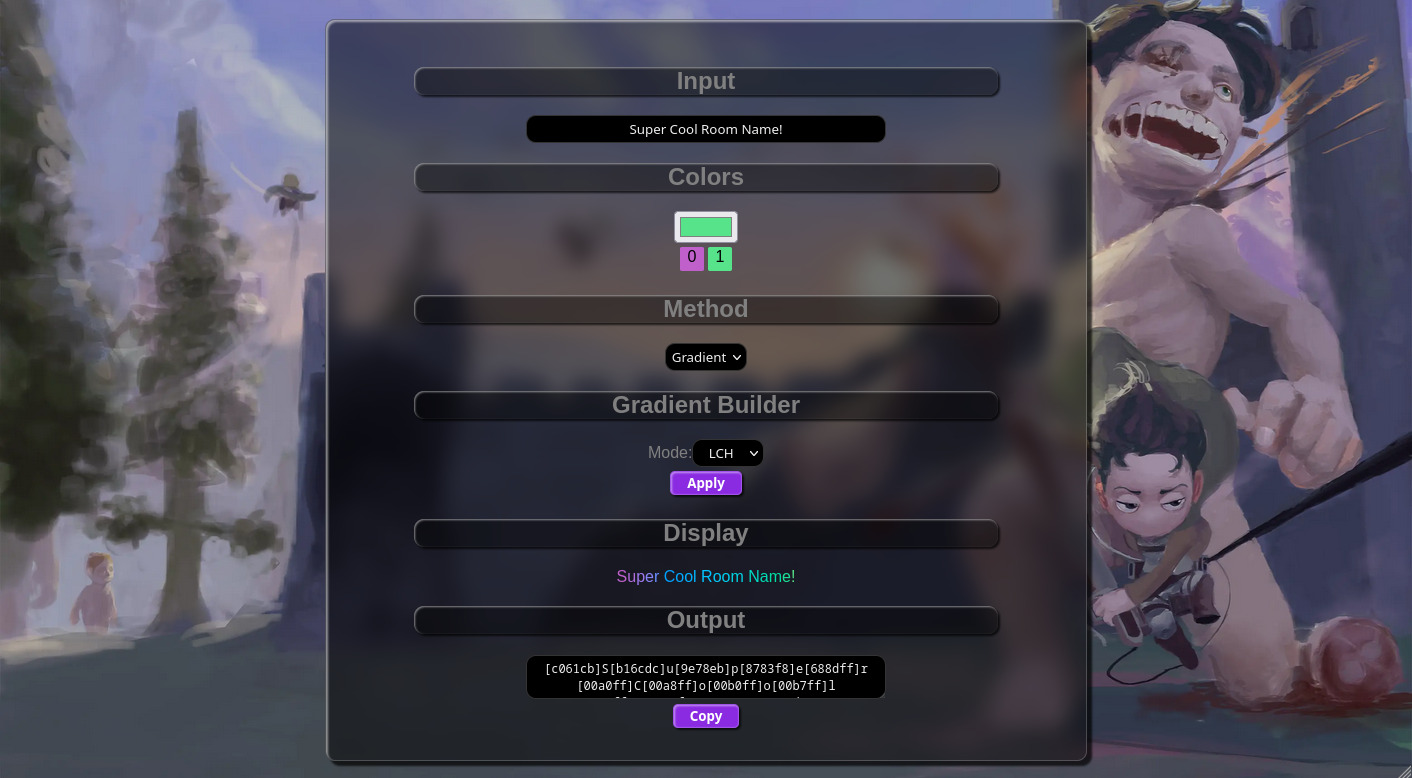 Input
Super Cool Room Name!
Colors
0 1
Method
Gradient
Gradient Builder
Mode: LCH
Apply
Display
Super Cool Room Name!
Output
[c061cb]S[b16cdc]u[9e78eb]p[8783f8]e[688dff]r
[00a0ff]C[00a8ff]o[00b0ff]o[00b7ff]l
Copy